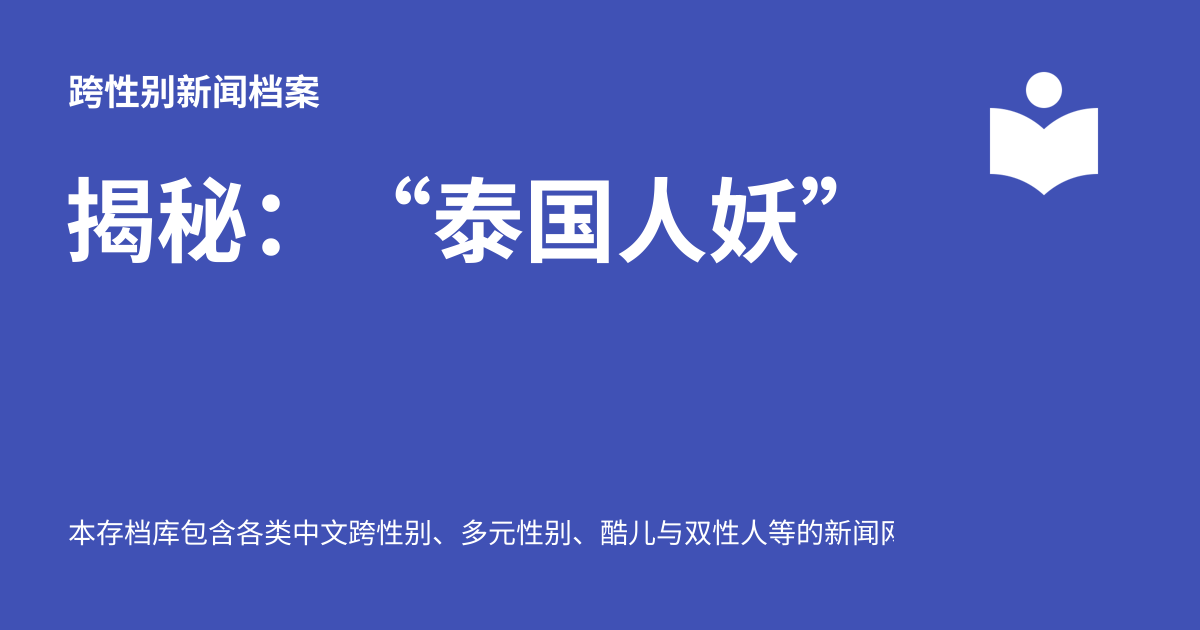 跨性别新闻档案
揭秘：　“泰国人妖”
本存档库包含各类中文跨性别、多元性别、酷儿与双性人等的新闻